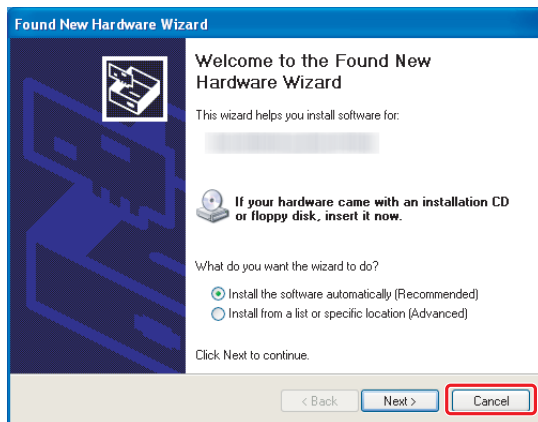 Found New Hardware Wizard
Welcome to the Found New
Hardware Wizard
This wizard helps you install software for:
If your hardware came with an installation CD
or floppy disk, insert it now.
What do you want the wizard to do?
Install the software automatically (Recommended)
Install from a list or specific location (Advanced)
Click Next to continue.
< Back Next > Cancel